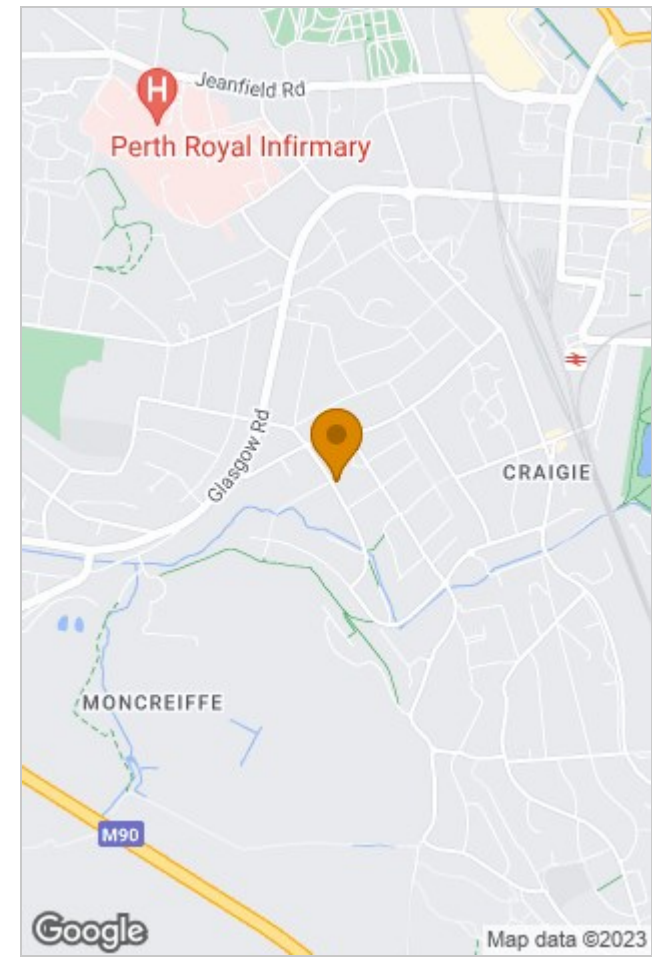 Jeanfield Rd
H
Perth Royal Infirmary
Glasgow Rd
CRAIGIE
MONCREIFFE
M90
Google
Map data ©2023